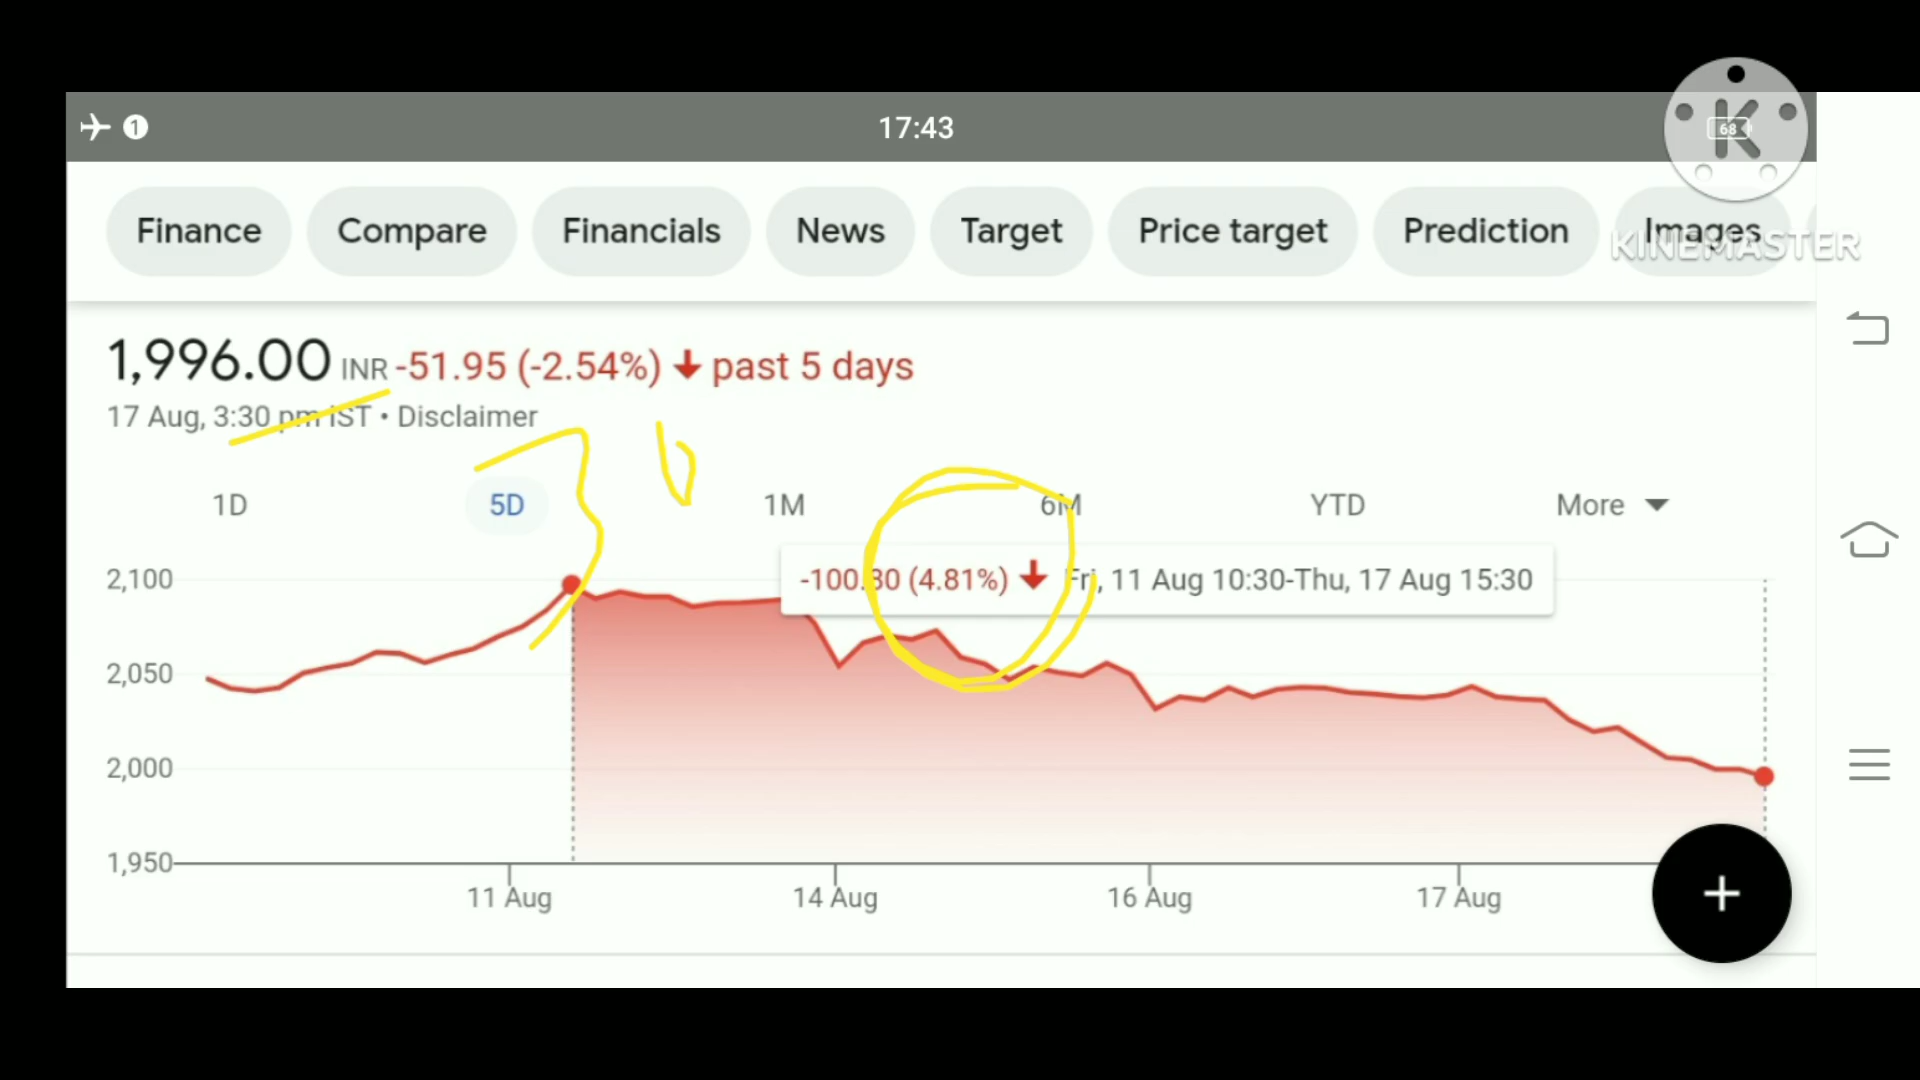 17:43
68
Finance Compare Financials News Target Price target Prediction Images
KINEMASTER
1,996.00 INR -51.95 (-2.54%) past 5 days
17 Aug, 3:30 pm IST • Disclaimer
1D 5D 1M 6M YTD More
-100.80 (4.81%) Fri, 11 Aug 10:30-Thu, 17 Aug 15:30
2,100
2,050
2,000
1,950
11 Aug 14 Aug 16 Aug 17 Aug